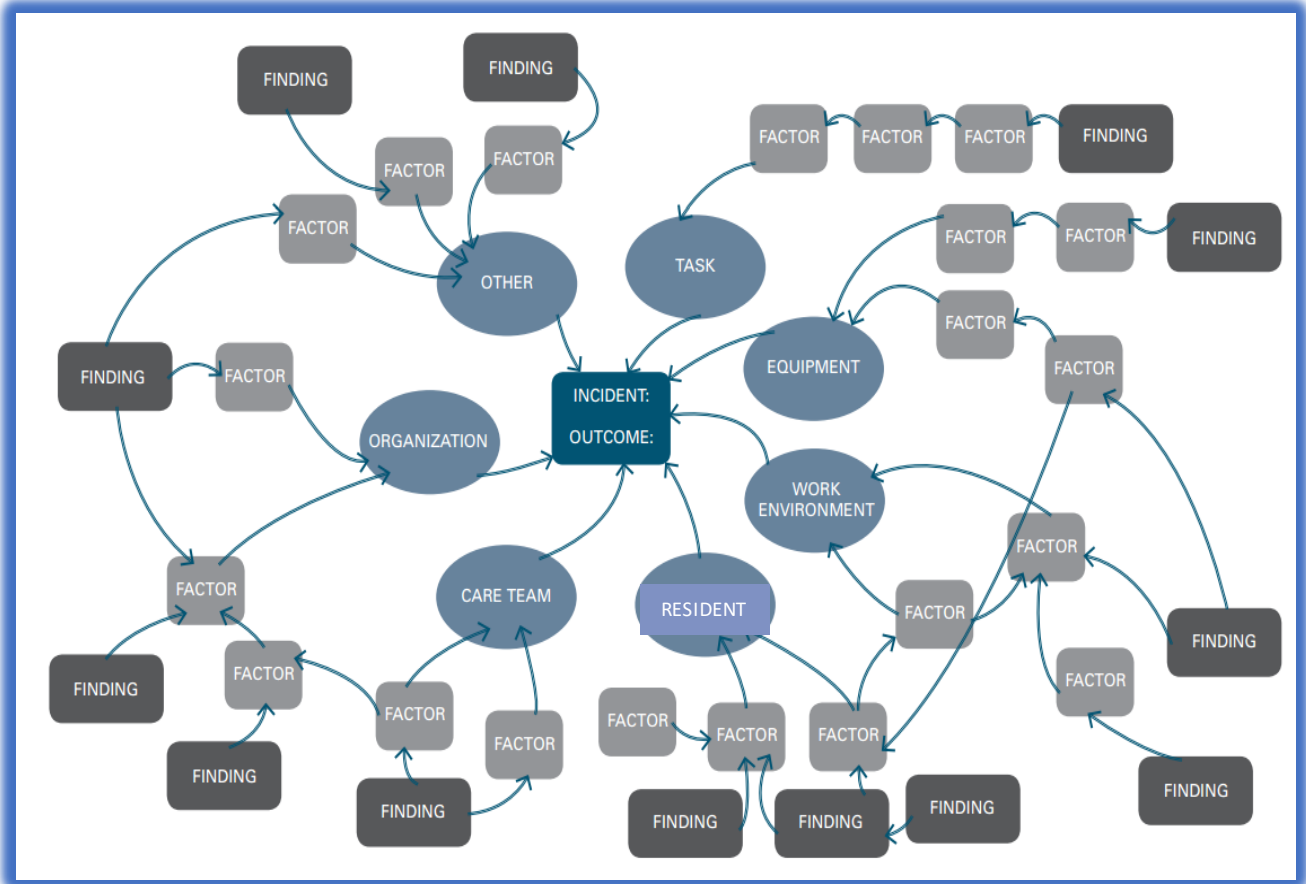 FINDING
FINDING
FACTOR
FACTOR
FACTOR
FINDING
FACTOR
FACTOR
FACTOR
FACTOR
FACTOR
FACTOR
FINDING
OTHER
TASK
FACTOR
FINDING
FACTOR
EQUIPMENT
FACTOR
INCIDENT:
OUTCOME:
ORGANIZATION
WORK
ENVIRONMENT
FACTOR
FACTOR
CARE TEAM
RESIDENT
FACTOR
FINDING
FINDING
FACTOR
FACTOR
FACTOR
FACTOR
FACTOR
FACTOR
FACTOR
FINDING
FINDING
FINDING
FINDING
FINDING
FINDING